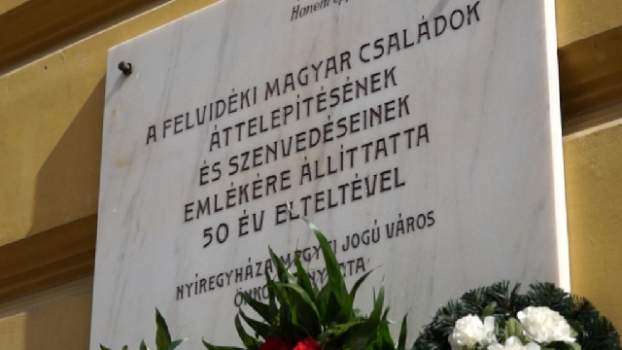 A FELVIDÉKI MAGYAR CSALÁDOK
ÁTTELEPÍTÉSÉNEK
ÉS SZENVEDÉSEINEK
EMLÉKÉRE ÁLLÍTTATTA
50 ÉV ELTELTÉVEL
NYÍREGYHÁZA MEGYEI JOGÚ VÁROS